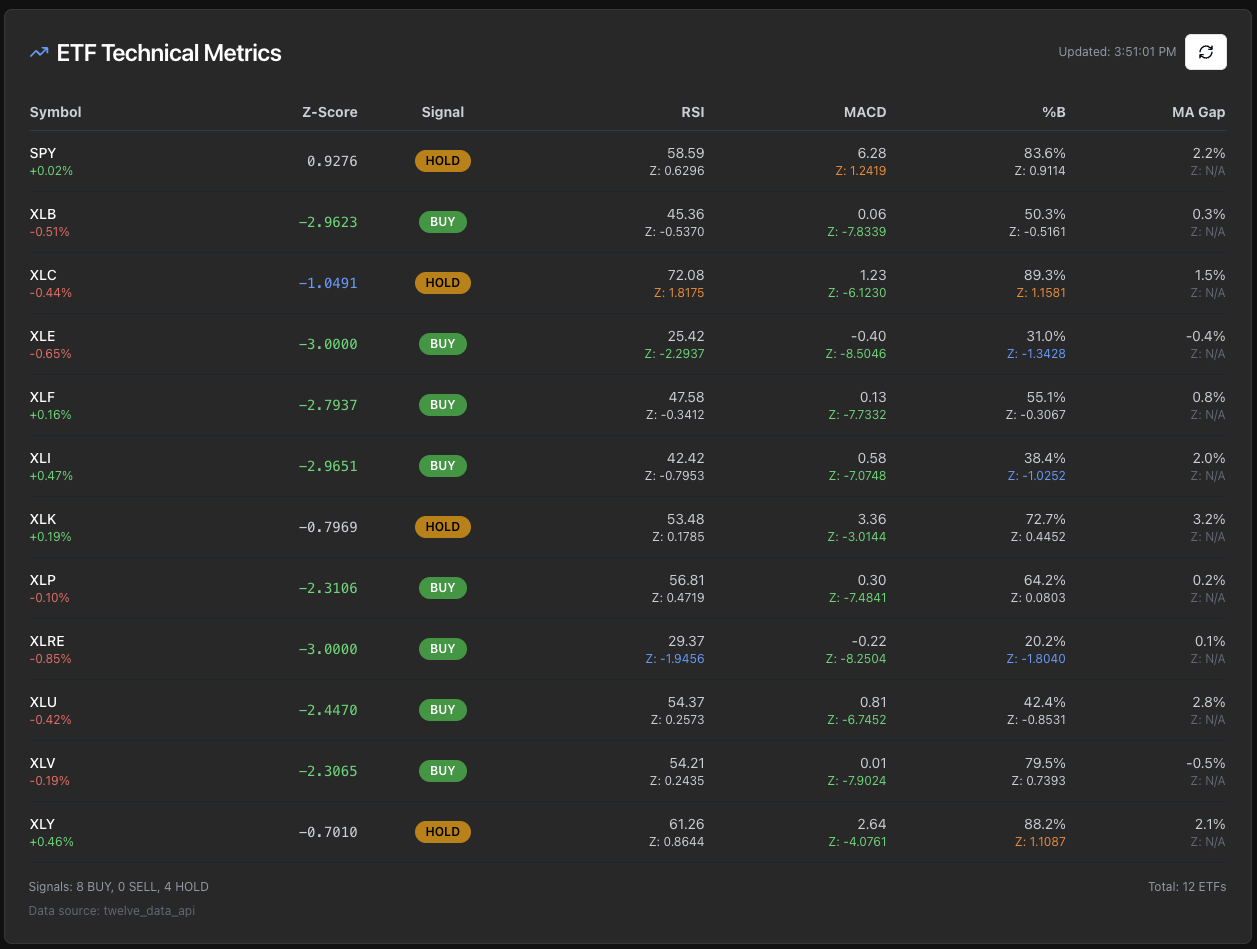 ETF Technical Metrics
Updated: 3:51:01 PM
Symbol Z-Score Signal RSI MACD %B MA Gap
SPY 0.9276 HOLD 58.59 6.28 83.6% 2.2%
+0.02% Z: 0.6296 Z: 1.2419 Z: 0.9114 Z: N/A
XLB −2.9623 BUY 45.36 0.06 50.3% 0.3%
-0.51% Z: -0.5370 Z: -7.8339 Z: -0.5161 Z: N/A
XLC −1.0491 HOLD 72.08 1.23 89.3% 1.5%
-0.44% Z: 1.8175 Z: -6.1230 Z: 1.1581 Z: N/A
XLE −3.0000 BUY 25.42 -0.40 31.0% -0.4%
-0.65% Z: -2.2937 Z: -8.5046 Z: -1.3428 Z: N/A
XLF −2.7937 BUY 47.58 0.13 55.1% 0.8%
+0.16% Z: -0.3412 Z: -7.7332 Z: -0.3067 Z: N/A
XLI −2.9651 BUY 42.42 0.58 38.4% 2.0%
+0.47% Z: -0.7953 Z: -7.0748 Z: -1.0252 Z: N/A
XLK −0.7969 HOLD 53.48 3.36 72.7% 3.2%
+0.19% Z: 0.1785 Z: -3.0144 Z: 0.4452 Z: N/A
XLP −2.3106 BUY 56.81 0.30 64.2% 0.2%
-0.10% Z: 0.4719 Z: -7.4841 Z: 0.0803 Z: N/A
XLRE −3.0000 BUY 29.37 -0.22 20.2% 0.1%
-0.85% Z: -1.9456 Z: -8.2504 Z: -1.8040 Z: N/A
XLU −2.4470 BUY 54.37 0.81 42.4% 2.8%
-0.42% Z: 0.2573 Z: -6.7452 Z: -0.8531 Z: N/A
XLV −2.3065 BUY 54.21 0.01 79.5% -0.5%
-0.19% Z: 0.2435 Z: -7.9024 Z: 0.7393 Z: N/A
XLY −0.7010 HOLD 61.26 2.64 88.2% 2.1%
+0.46% Z: 0.8644 Z: -4.0761 Z: 1.1087 Z: N/A
Signals: 8 BUY, 0 SELL, 4 HOLD Total: 12 ETFs
Data source: twelve_data_api